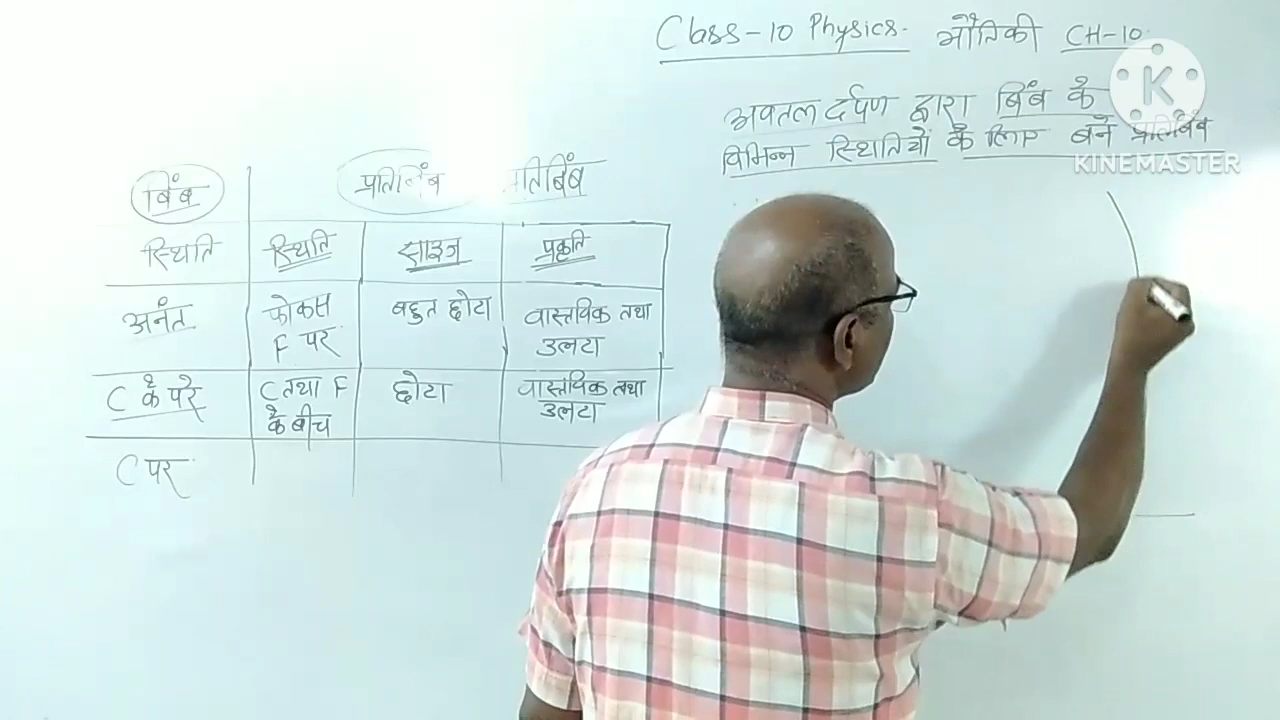 Class-10 Physics. भौतिकी CH-10.
अवतल दर्पण द्वारा बिंब के
विभिन्न स्थितियों के लिए बने प्रतिबिंब
K
KINEMASTER
बिंब प्रतिबिंब प्रतिबिंब
स्थिति स्थिति साइज प्रकृति
अनंत फोकस बहुत छोटा वास्तविक तथा
F पर उलटा
C के परे C तथा F छोटा वास्तविक तथा
के बीच उलटा
C पर